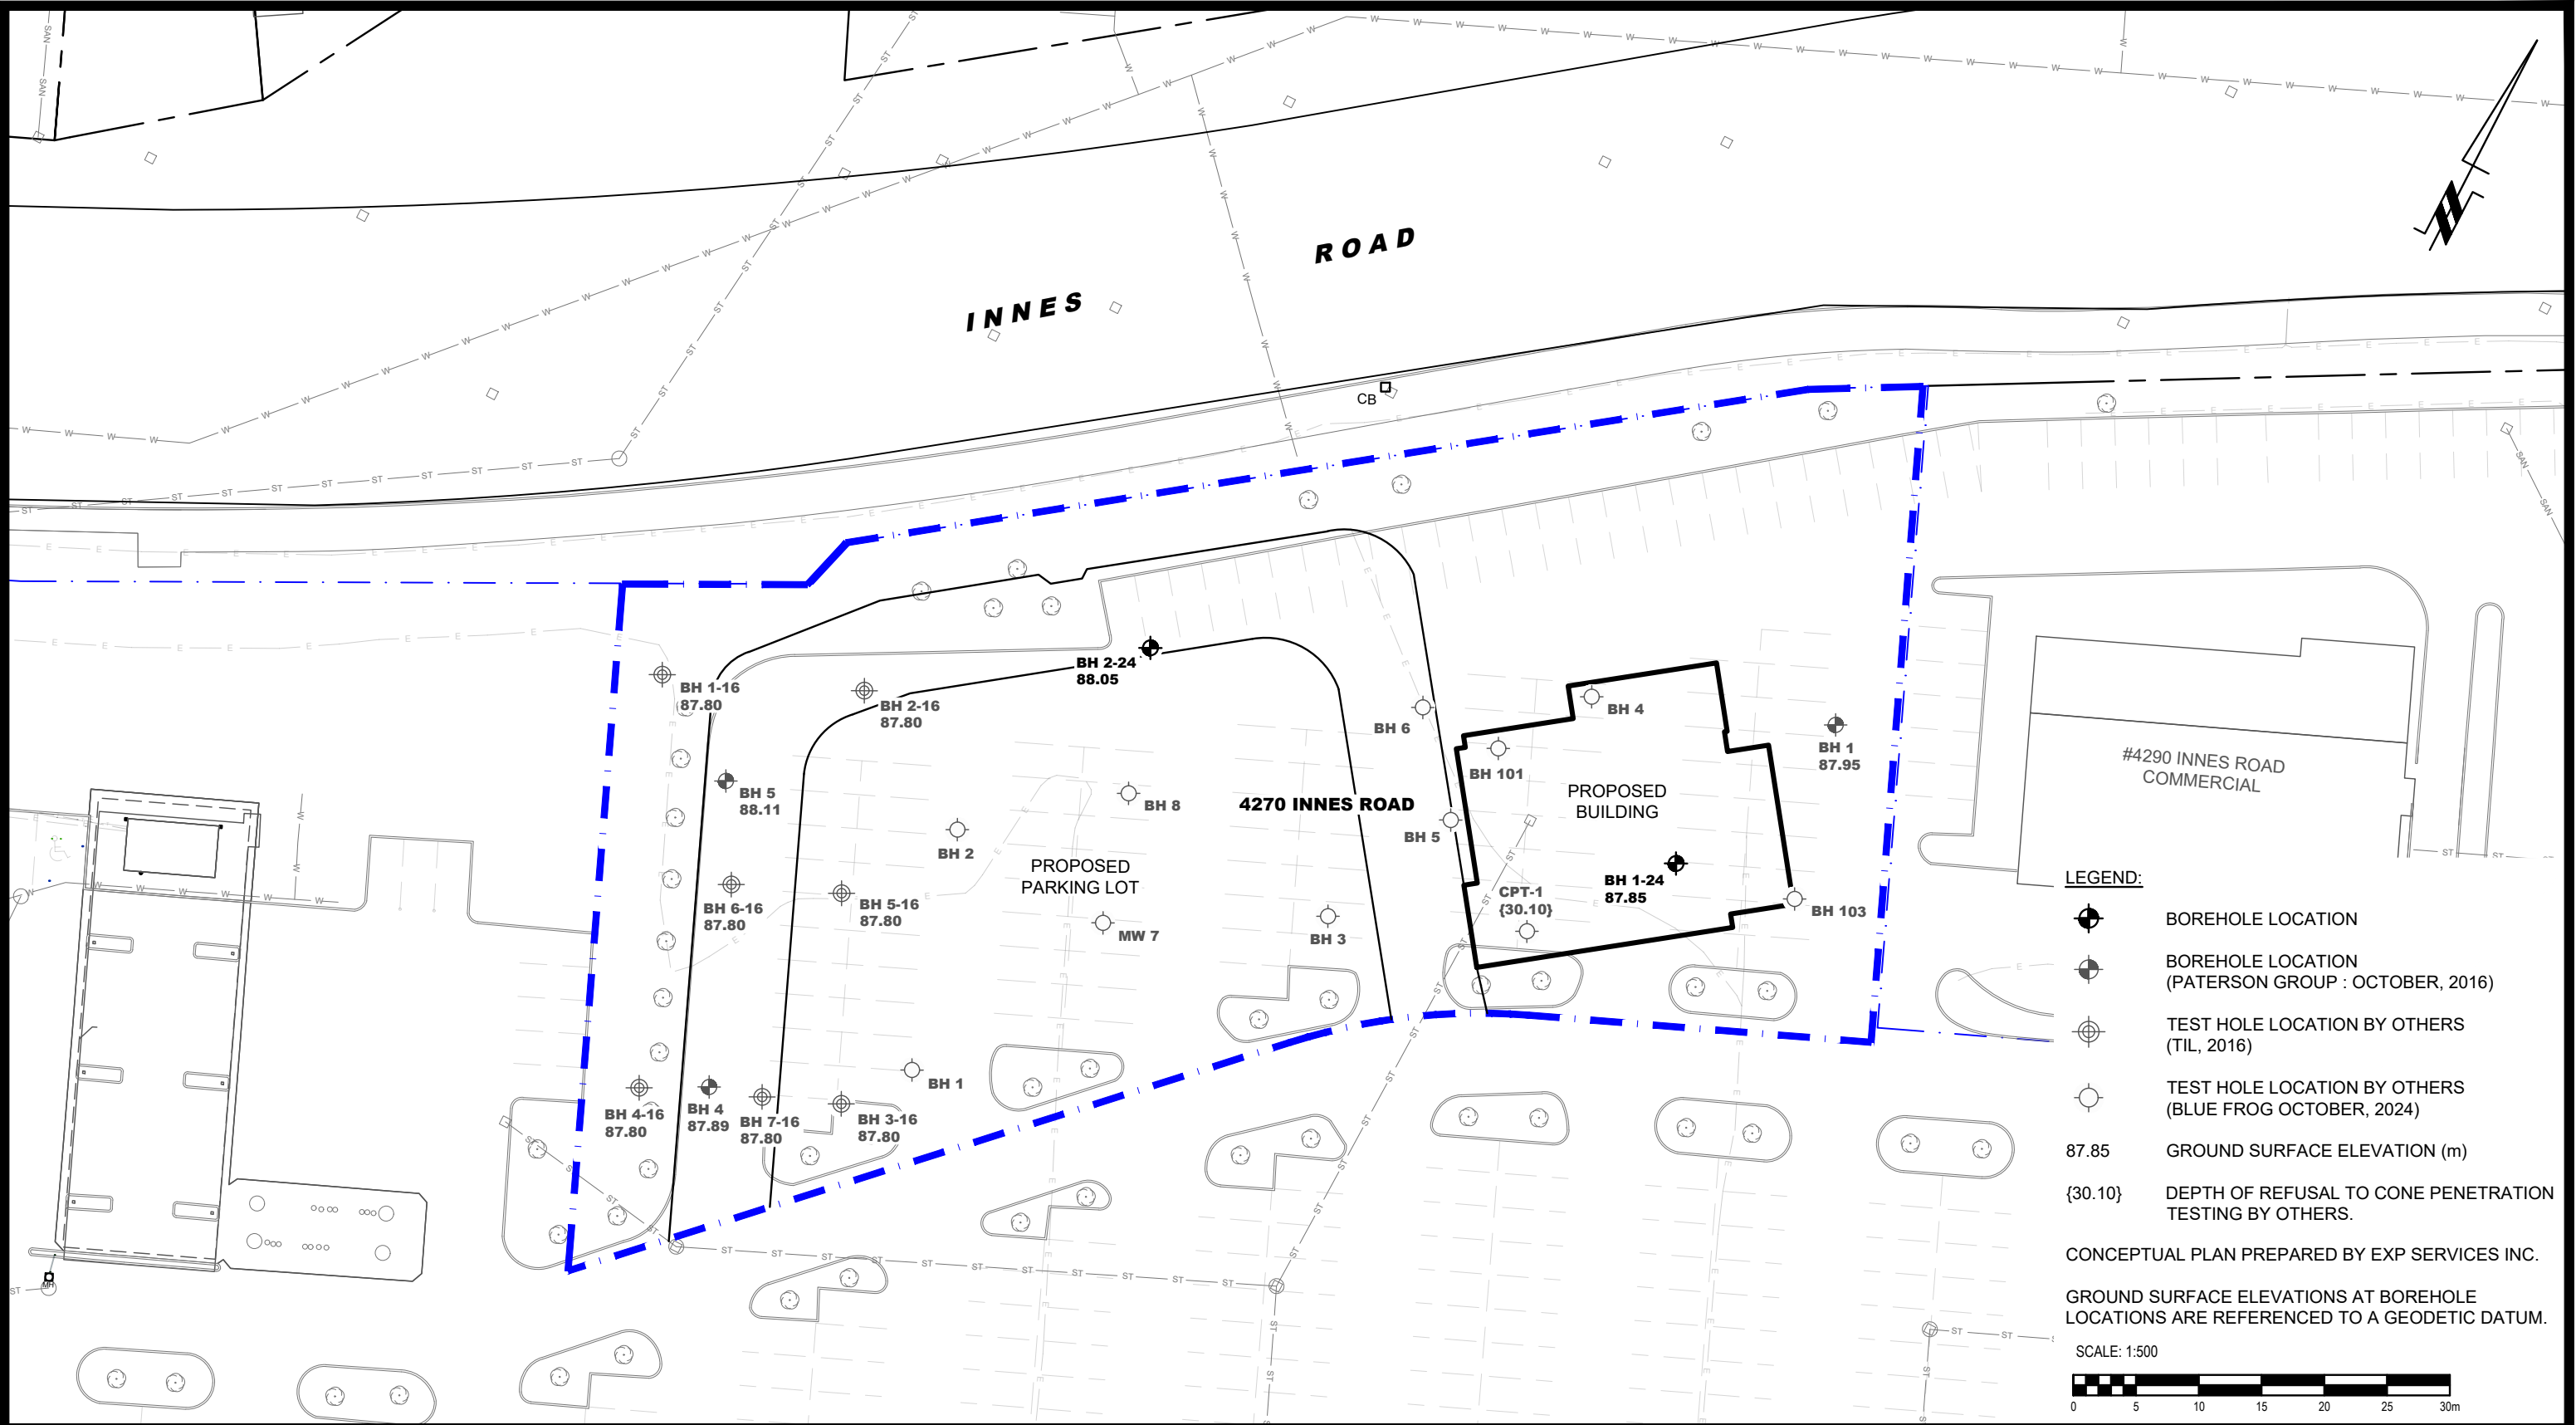 INNES
ROAD
CB
BH 2-24
88.05
BH 1-16
87.80
BH 2-16
87.80
BH 6
BH 4
BH 1
87.95
#4290 INNES ROAD
COMMERCIAL
BH 101
BH 5
88.11
BH 8
4270 INNES ROAD
PROPOSED
BUILDING
BH 2
BH 5
PROPOSED
PARKING LOT
BH 1-24
87.85
CPT-1
{30.10}
BH 6-16
87.80
BH 5-16
87.80
MW 7
BH 3
BH 103
BH 1
BH 4-16
87.80
BH 4
87.89
BH 7-16
87.80
BH 3-16
87.80
MH
LEGEND:
BOREHOLE LOCATION
BOREHOLE LOCATION
(PATERSON GROUP : OCTOBER, 2016)
TEST HOLE LOCATION BY OTHERS
(TIL, 2016)
TEST HOLE LOCATION BY OTHERS
(BLUE FROG OCTOBER, 2024)
87.85 GROUND SURFACE ELEVATION (m)
{30.10} DEPTH OF REFUSAL TO CONE PENETRATION
TESTING BY OTHERS.
CONCEPTUAL PLAN PREPARED BY EXP SERVICES INC.
GROUND SURFACE ELEVATIONS AT BOREHOLE
LOCATIONS ARE REFERENCED TO A GEODETIC DATUM.
SCALE: 1:500
0 5 10 15 20 25 30m